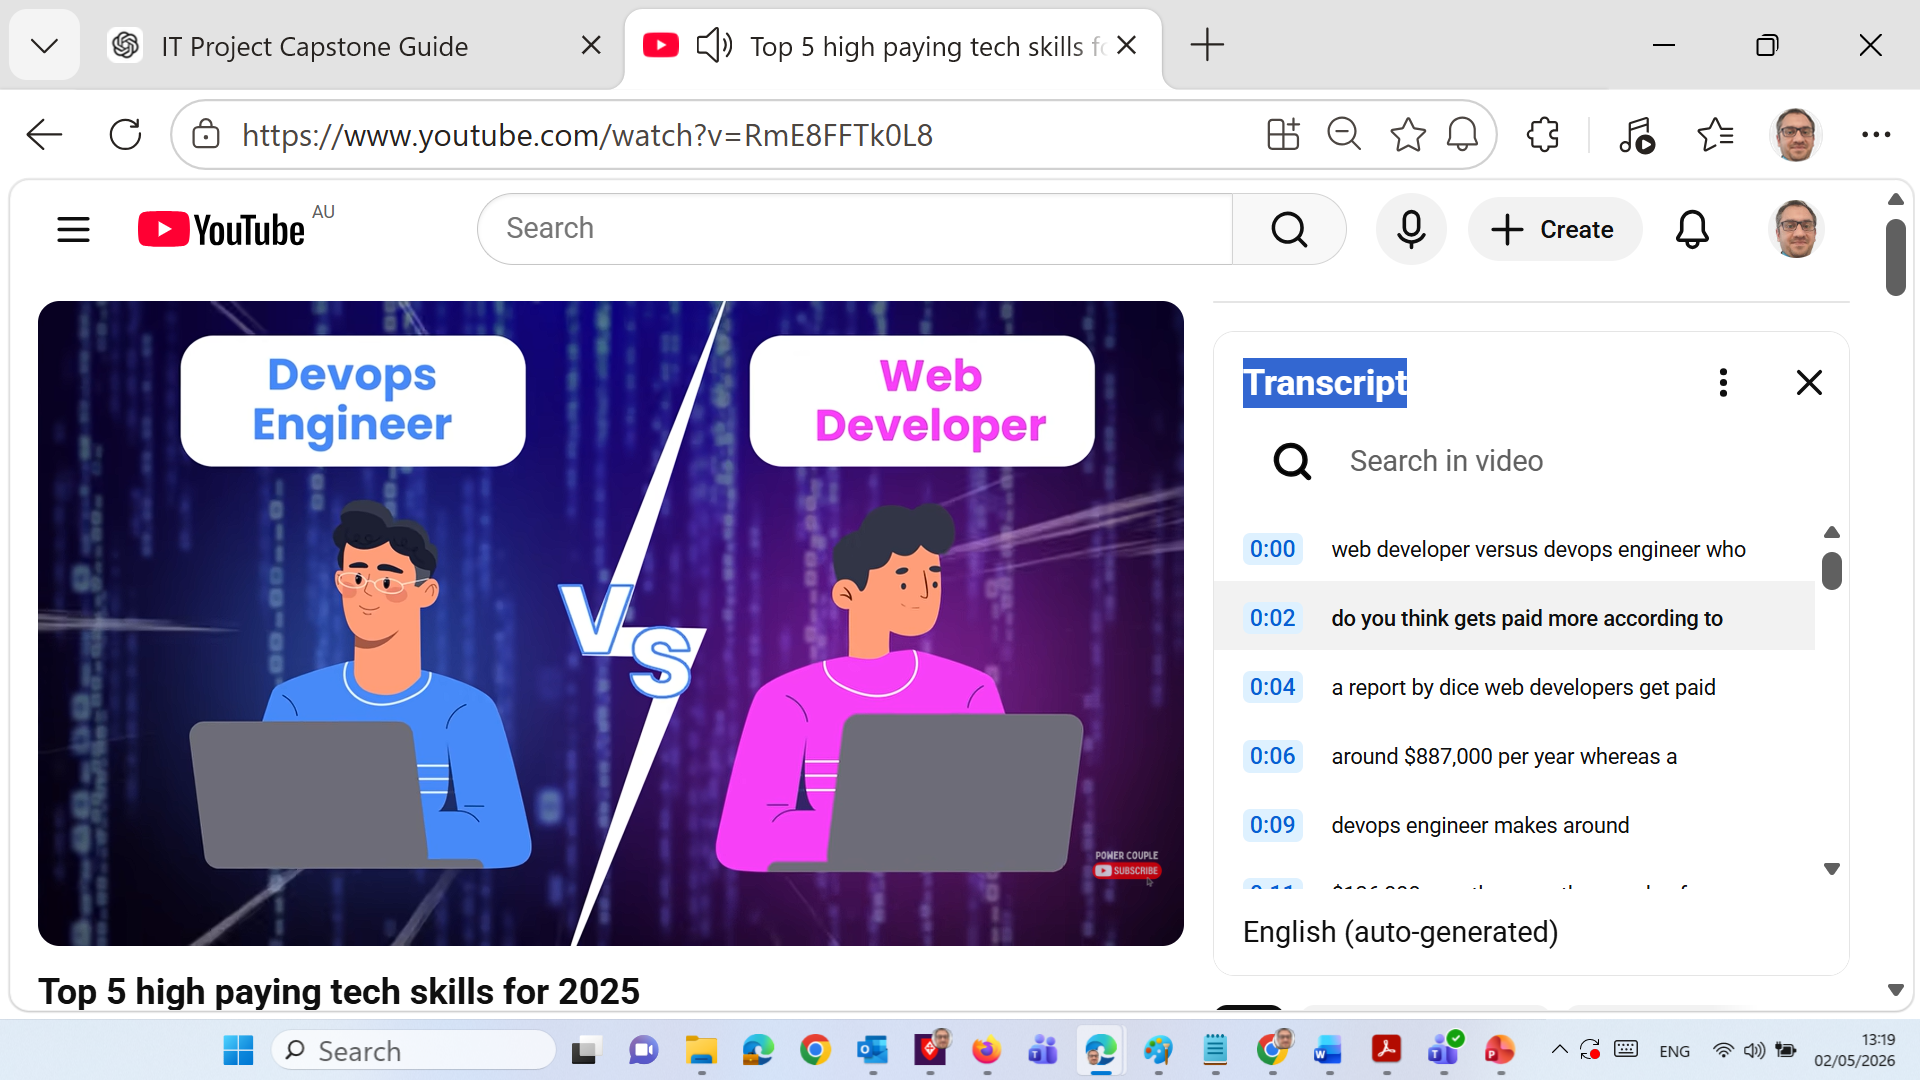 IT Project Capstone Guide
Top 5 high paying tech skills fo
https://www.youtube.com/watch?v=RmE8FFTk0L8
YouTube AU
Search
Create
Devops
Engineer
VS
Web
Developer
POWER COUPLE
SUBSCRIBE
Transcript
Search in video
0:00 web developer versus devops engineer who
0:02 do you think gets paid more according to
0:04 a report by dice web developers get paid
0:06 around $887,000 per year whereas a
0:09 devops engineer makes around
English (auto-generated)
Top 5 high paying tech skills for 2025
Search
ENG
13:19
02/05/2026